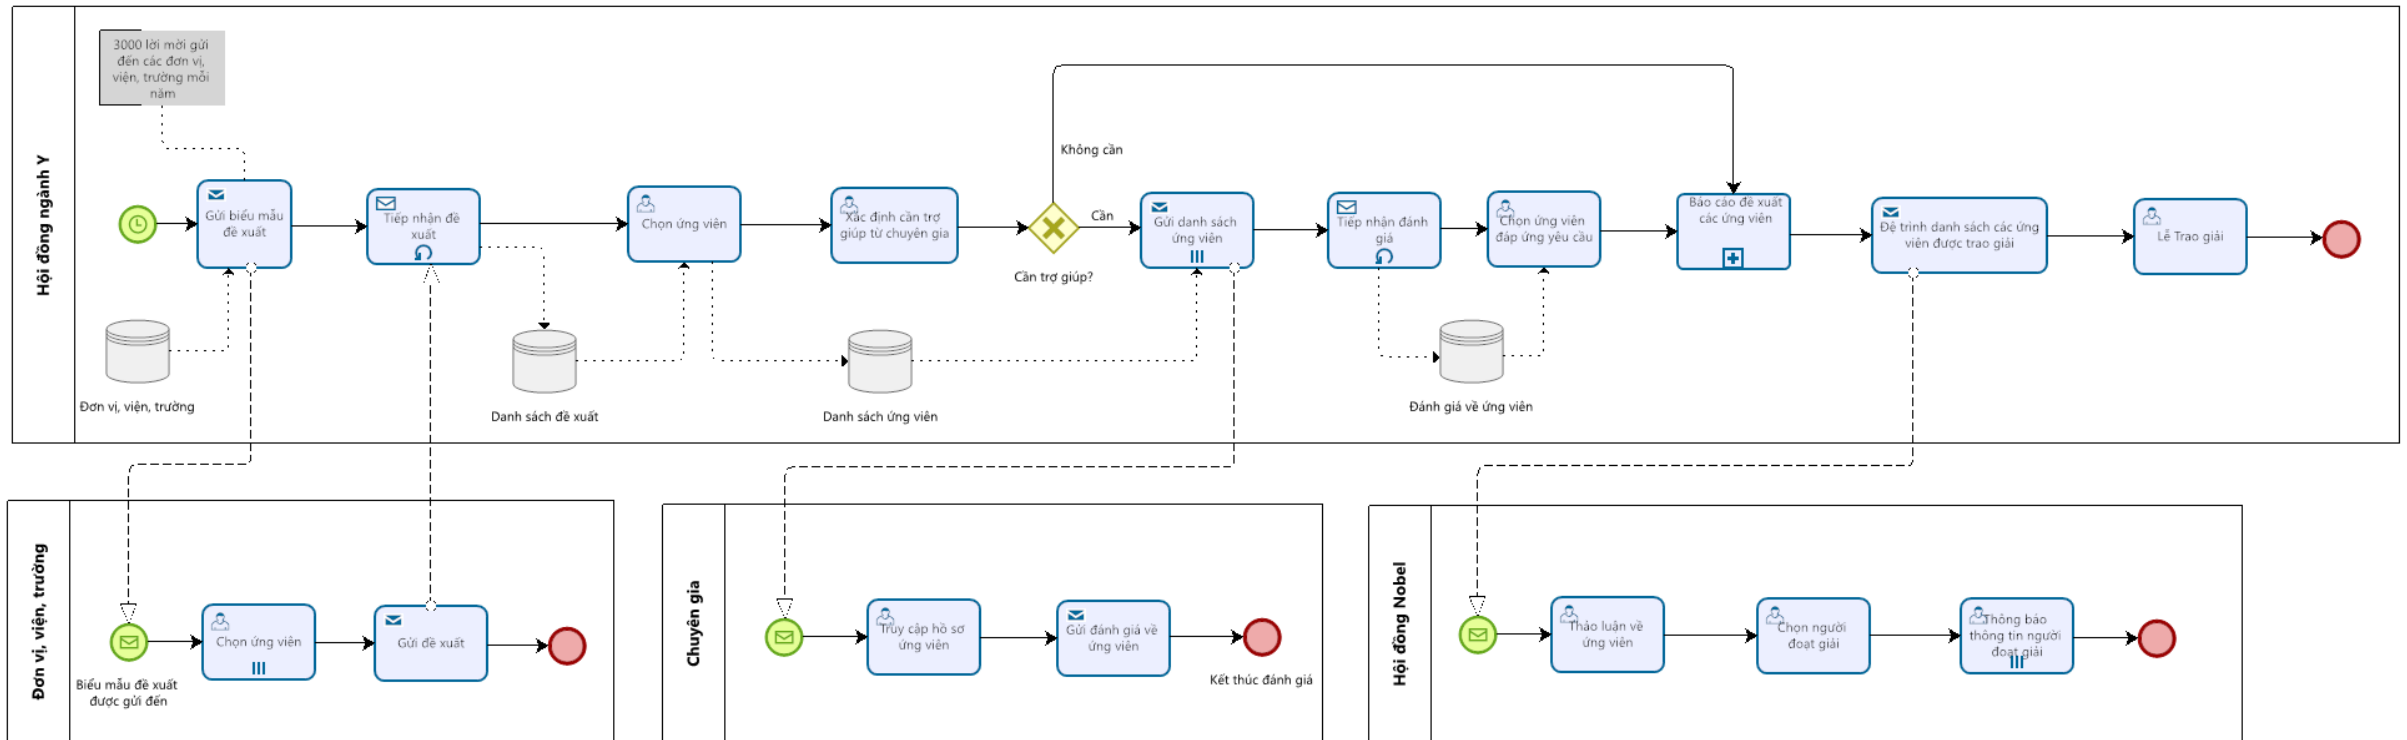 Hội đồng ngành Y
3000 lời mời gửi
đến các đơn vị,
viện, trường mỗi
năm
Gửi biểu mẫu
đề xuất
Tiếp nhận đề
xuất
Chọn ứng viên
Xác định cần trợ
giúp từ chuyên gia
Không cần
Cần
Cần trợ giúp?
Gửi danh sách
ứng viên
Tiếp nhận đánh
giá
Chọn ứng viên
đáp ứng yêu cầu
Báo cáo đề xuất
các ứng viên
Đệ trình danh sách các ứng
viên được trao giải
Lễ Trao giải
Đơn vị, viện, trường
Danh sách đề xuất
Danh sách ứng viên
Đánh giá về ứng viên
Đơn vị, viện, trường
Biểu mẫu đề xuất
được gửi đến
Chọn ứng viên
Gửi đề xuất
Chuyên gia
Truy cập hồ sơ
ứng viên
Gửi đánh giá về
ứng viên
Kết thúc đánh giá
Hội đồng Nobel
Thảo luận về
ứng viên
Chọn người
đoạt giải
Thông báo
thông tin người
đoạt giải